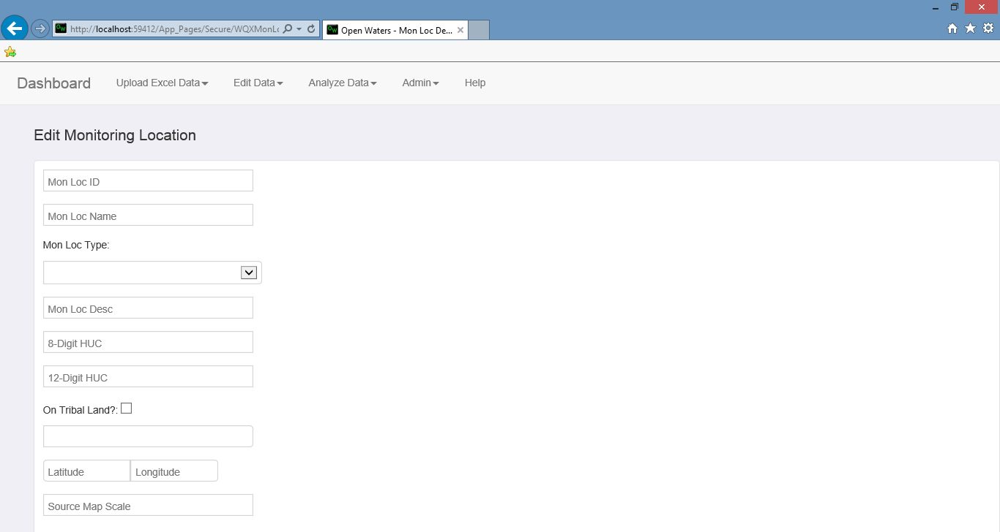 http://localhost:59412/App_Pages/Secure/WQXMonLo
OW Open Waters - Mon Loc De...
Dashboard Upload Excel Data Edit Data Analyze Data Admin Help
Edit Monitoring Location
Mon Loc ID
Mon Loc Name
Mon Loc Type:
Mon Loc Desc
8-Digit HUC
12-Digit HUC
On Tribal Land?:
Latitude Longitude
Source Map Scale